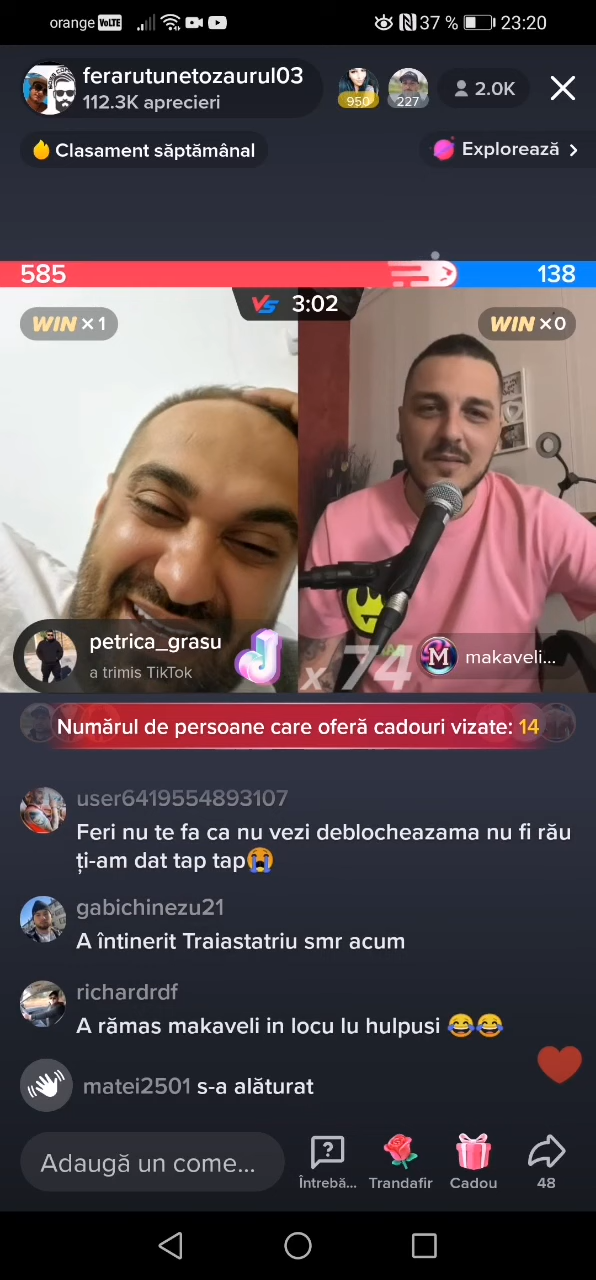 orange VoLTE 37 % 23:20
ferarutunetozaurul03
112.3K aprecieri
950
227
2.0K
Clasament săptămânal
Explorează
585
138
VS 3:02
WIN x 1
WIN x0
petrica_grasu
a trimis TikTok
x 74
M
makaveli...
Numărul de persoane care oferă cadouri vizate: 14
user6419554893107
Feri nu te fa ca nu vezi deblocheazama nu fi rău
ți-am dat tap tap😭
gabichinezu21
A întinerit Traiastatriu smr acum
richardrdf
A rămas makaveli in locu lu hulpusi 😂😂
matei2501 s-a alăturat
Adaugă un come...
Întrebă...
Trandafir
Cadou
48